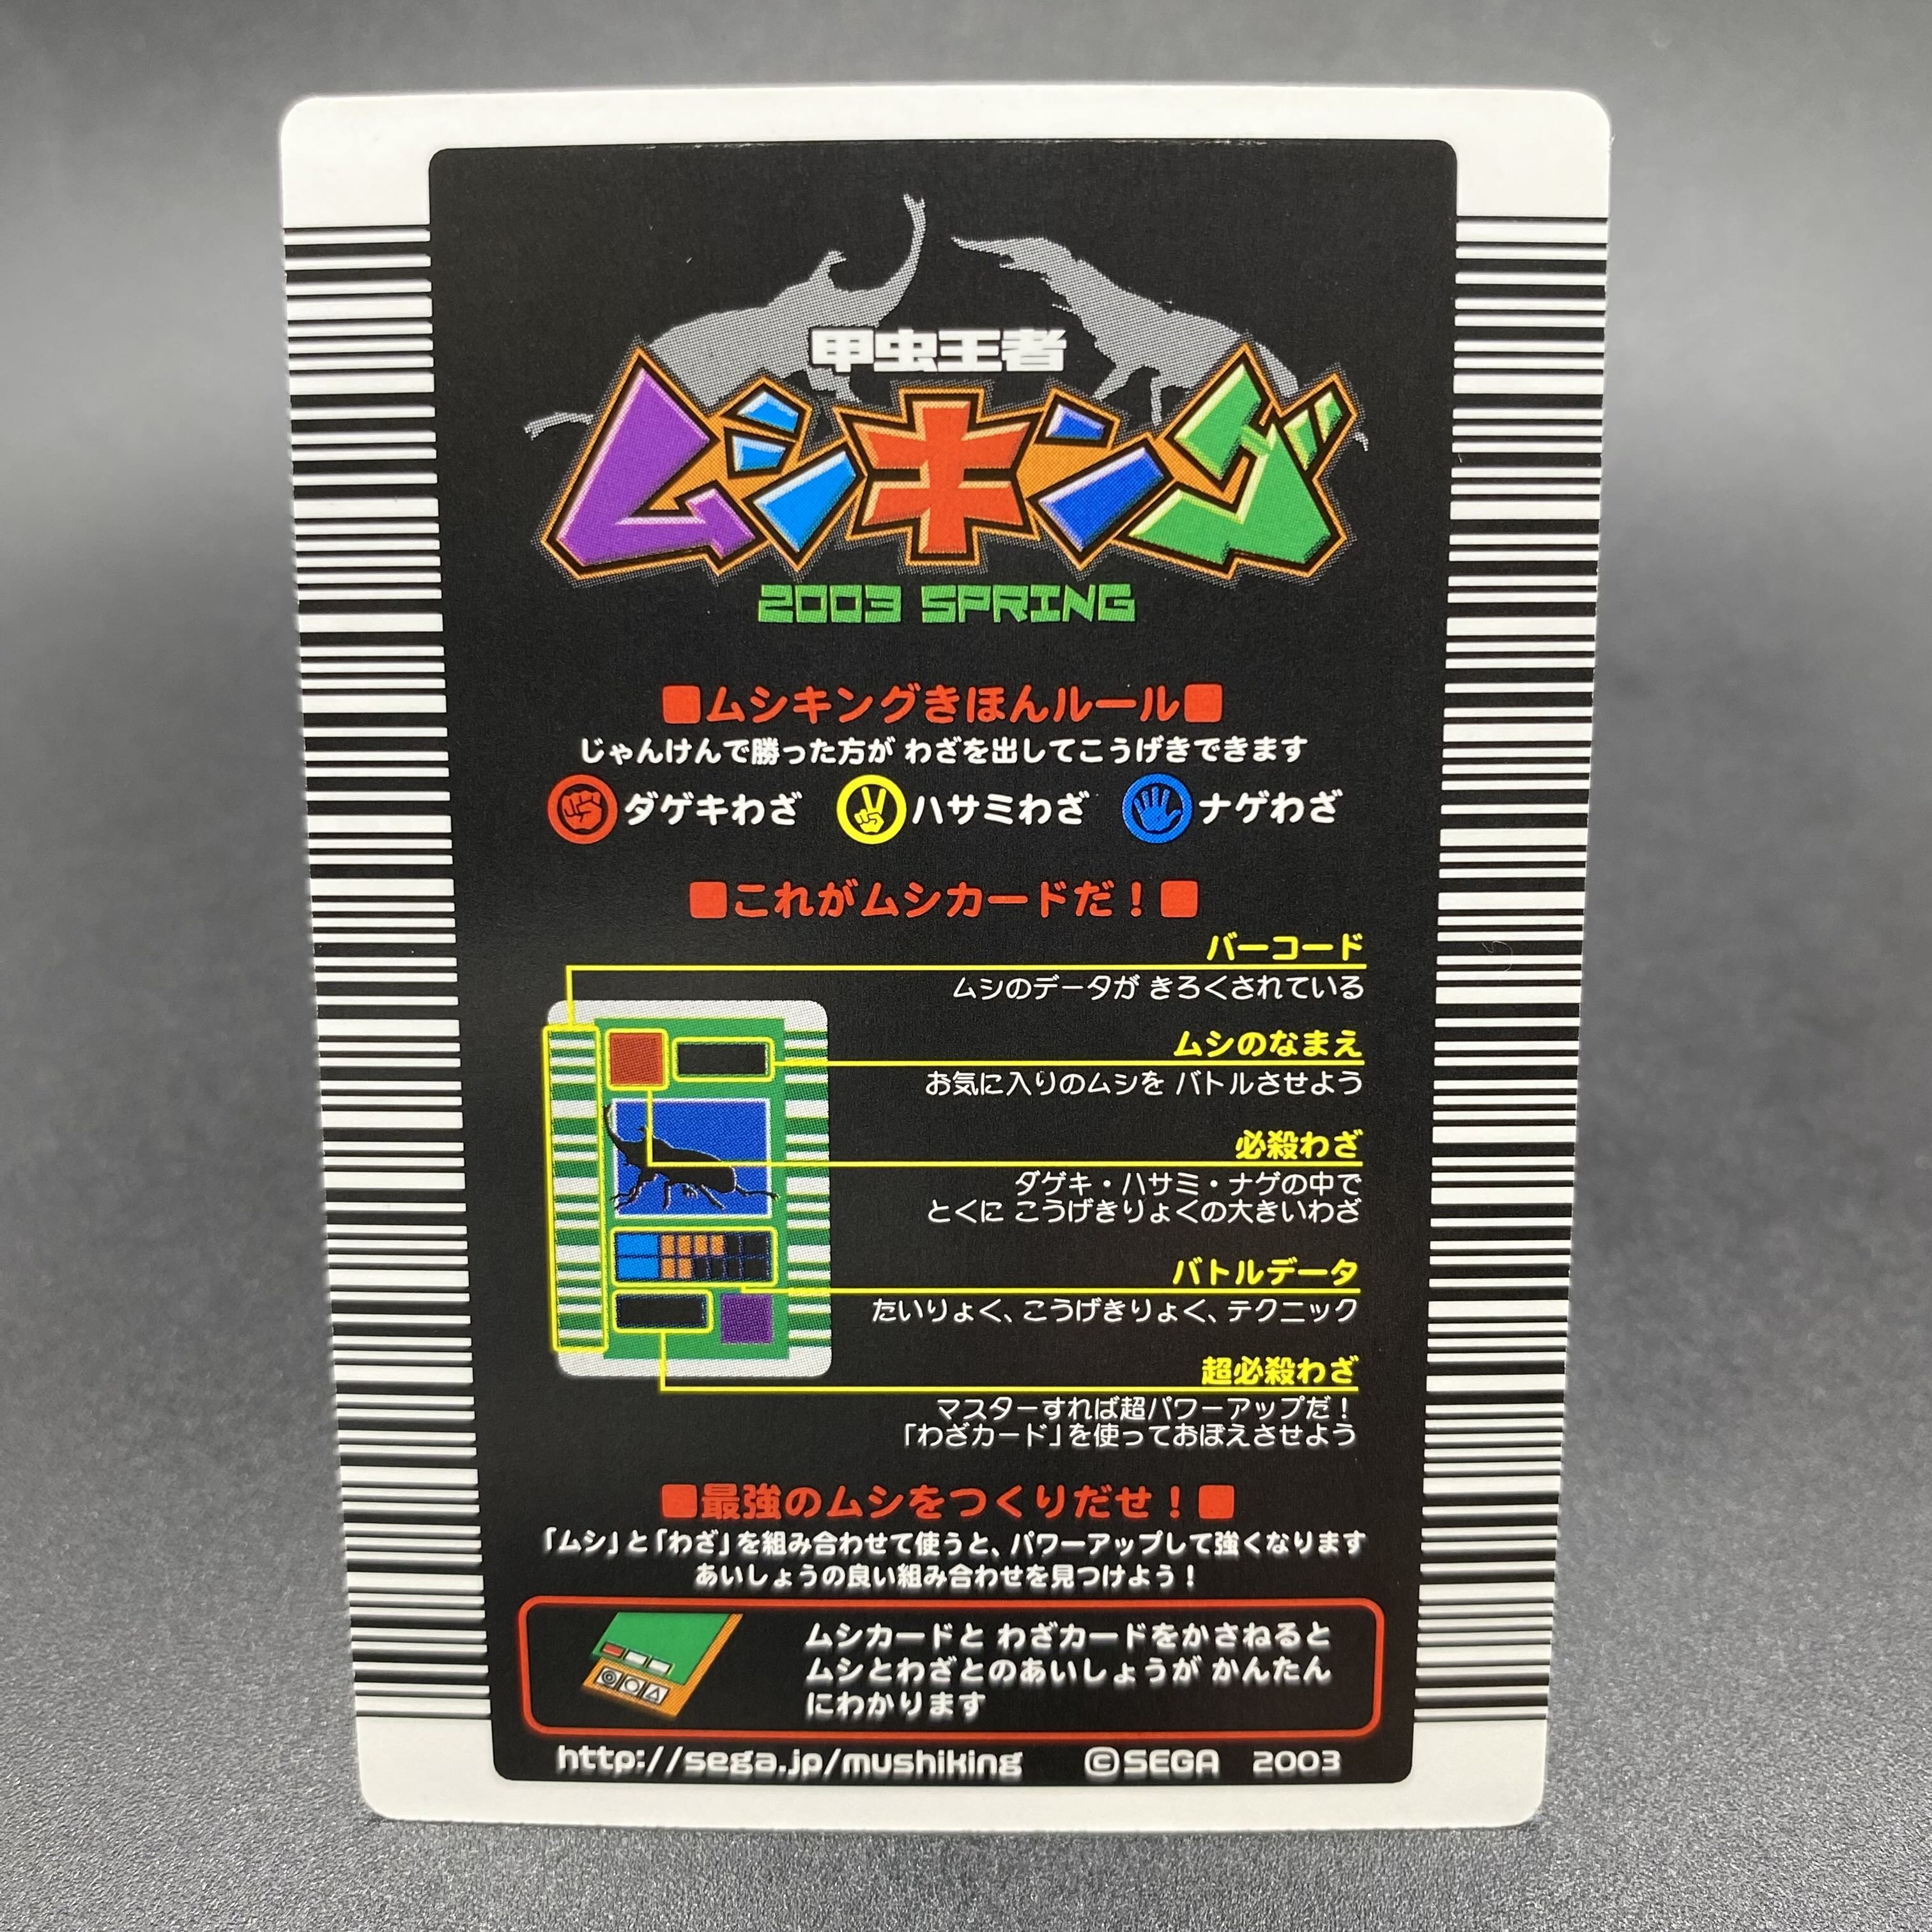 甲虫王者
ムシキング
2003 SPRING
■ムシキングきほんルール■
じゃんけんで勝った方が わざを出してこうげきできます
ダゲキわざ ハサミわざ ナゲわざ
■これがムシカードだ！■
バーコード
ムシのデータが きろくされている
ムシのなまえ
お気に入りのムシを バトルさせよう
必殺わざ
ダゲキ・ハサミ・ナゲの中で
とくに こうげきりょくの大きいわざ
バトルデータ
たいりょく、こうげきりょく、テクニック
超必殺わざ
マスターすれば超パワーアップだ！
「わざカード」を使っておぼえさせよう
■最強のムシをつくりだせ！■
「ムシ」と「わざ」を組み合わせて使うと、パワーアップして強くなります
あいしょうの良い組み合わせを見つけよう！
ムシカードと わざカードをかさねると
ムシとわざとのあいしょうが かんたん
にわかります
http://sega.jp/mushiking ©SEGA 2003